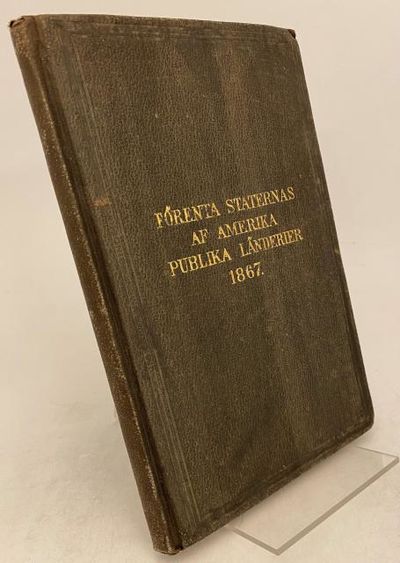 FÖRENTA STATERNAS
AF AMERIKA
PUBLIKA LÄNDERIER
1867.